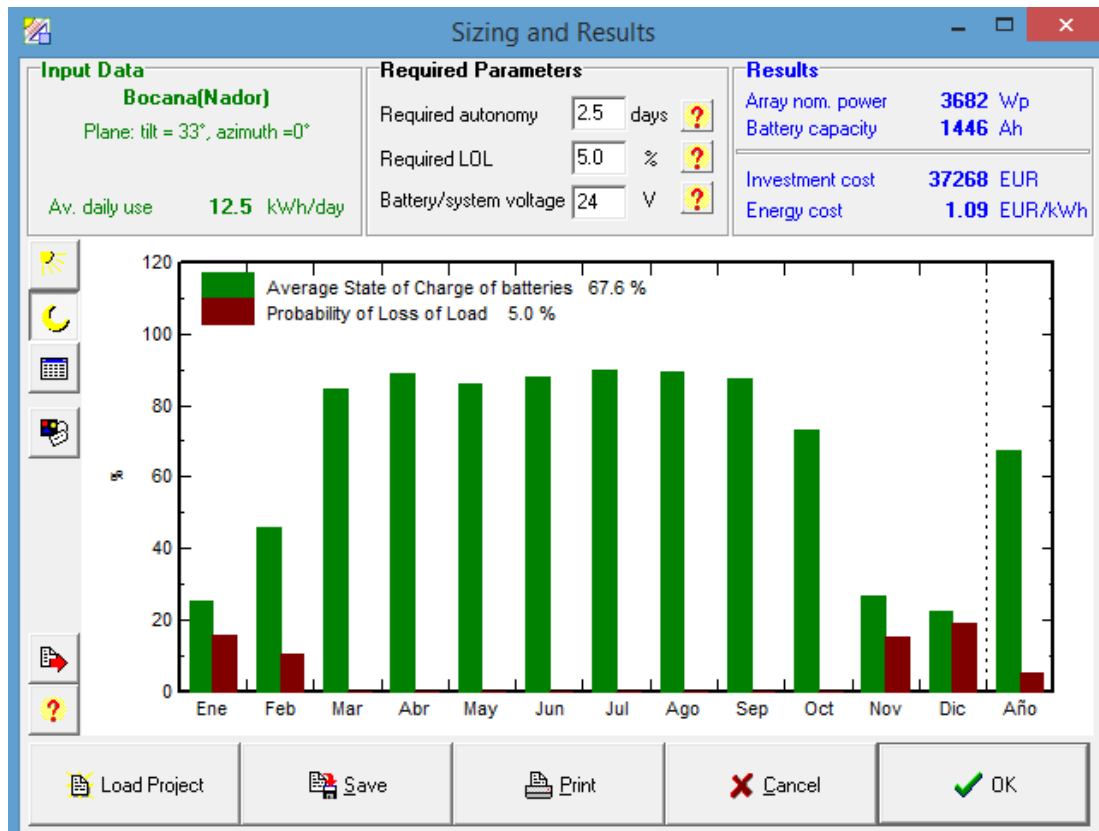 Sizing and Results
Input Data
Bocana(Nador)
Plane: tilt = 33°, azimuth =0°
Av. daily use 12.5 kWh/day
Required Parameters
Required autonomy 2.5 days ?
Required LOL 5.0 % ?
Battery/system voltage 24 V ?
Results
Array nom. power 3682 Wp
Battery capacity 1446 Ah
Investment cost 37268 EUR
Energy cost 1.09 EUR/kWh
Average State of Charge of batteries 67.6 %
Probability of Loss of Load 5.0 %
120
100
80
60
40
20
0
%
Ene Feb Mar Abr May Jun Jul Ago Sep Oct Nov Dic Año
?
Load Project Save Print Cancel OK